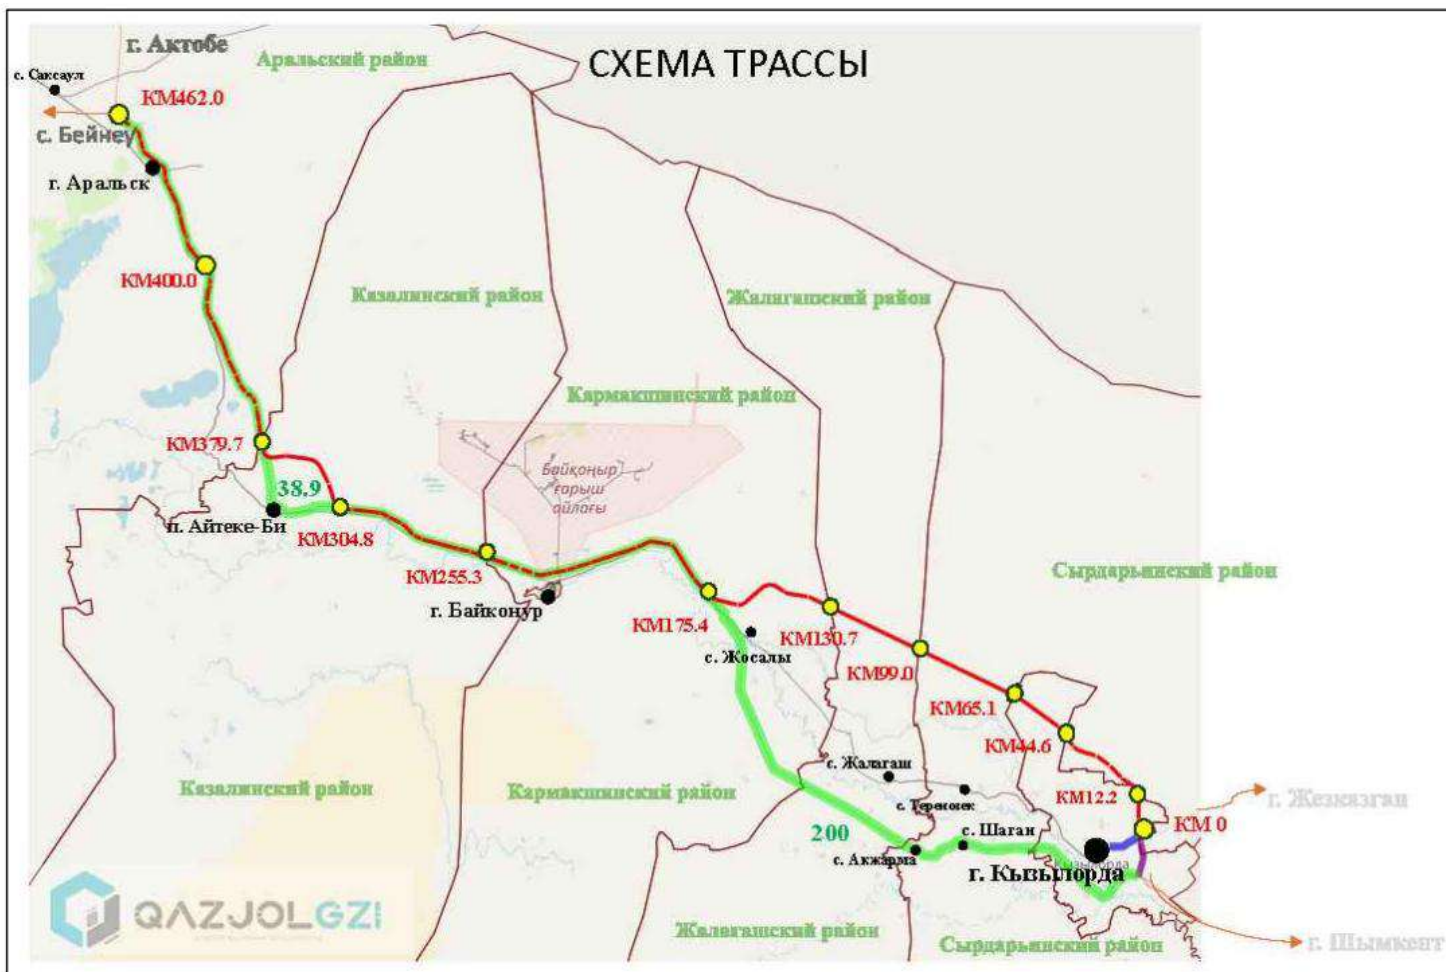 г. Актобе
Аральский район
СХЕМА ТРАССЫ
с. Саксаул
КМ462.0
с. Бейнеу
г. Аральск
КМ400.0
Казалинский район
Жалагашский район
Кармакшинский район
КМ379.7
Байқоңыр
ғарыш
айлағы
38,9
п. Айтеке-Би
КМ304.8
КМ255.3
г. Байконур
Сырдарьинский район
КМ175.4
КМ130.7
с. Жосалы
КМ99.0
КМ65.1
КМ44.6
с. Жалагаш
Казалинский район
Кармакшинский район
КМ12.2
г. Жезказган
с. Теренозек
КМ 0
200
с. Шаган
с. Акжарма
Кызылорда
г. Кызылорда
QAZJOLGZI
Жалагашский район
Сырдарьинский район
г. Шымкент